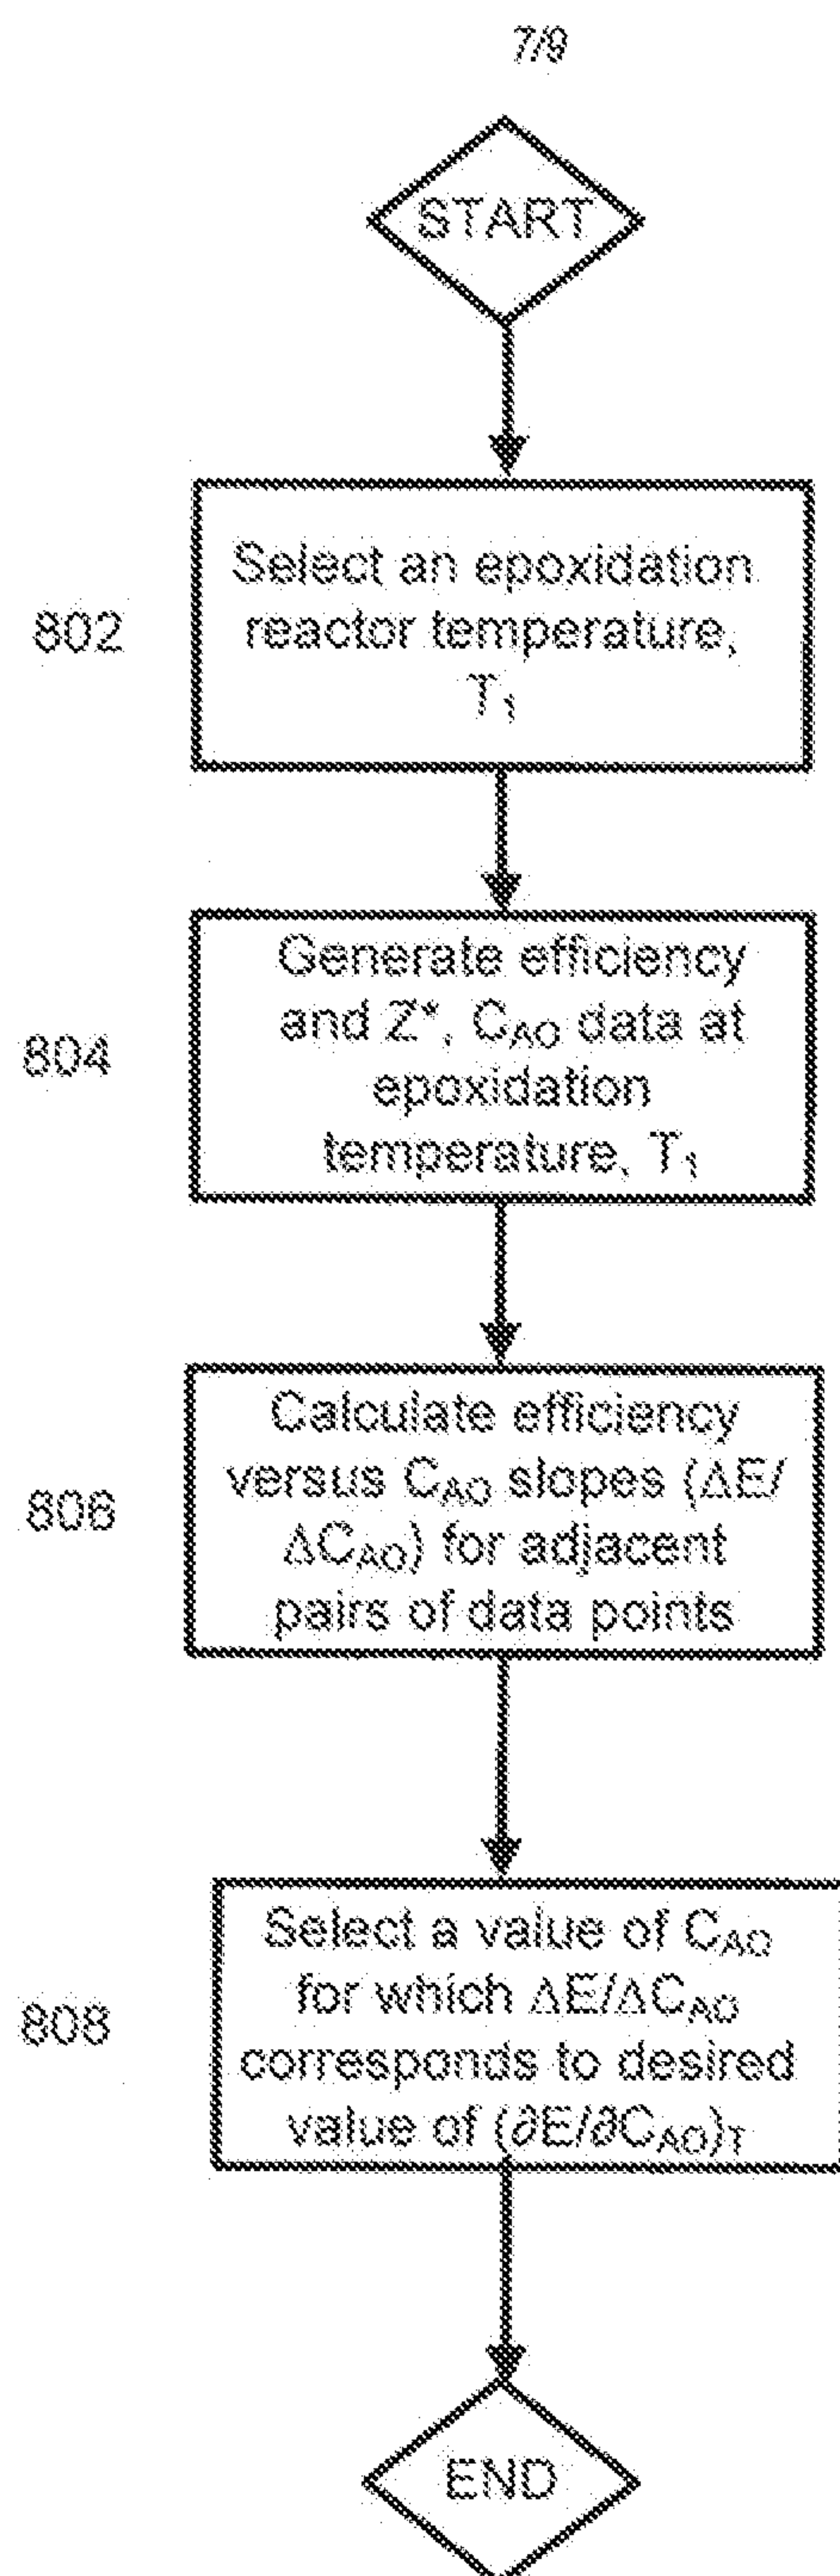 7/9
START
802
Select an epoxidation
reactor temperature,
T₁
804
Generate efficiency
and Z*, C_AO data at
epoxidation
temperature, T₁
806
Calculate efficiency
versus C_AO slopes (ΔE/
ΔC_AO) for adjacent
pairs of data points
808
Select a value of C_AO
for which ΔE/ΔC_AO
corresponds to desired
value of (∂E/∂C_AO)_T
END